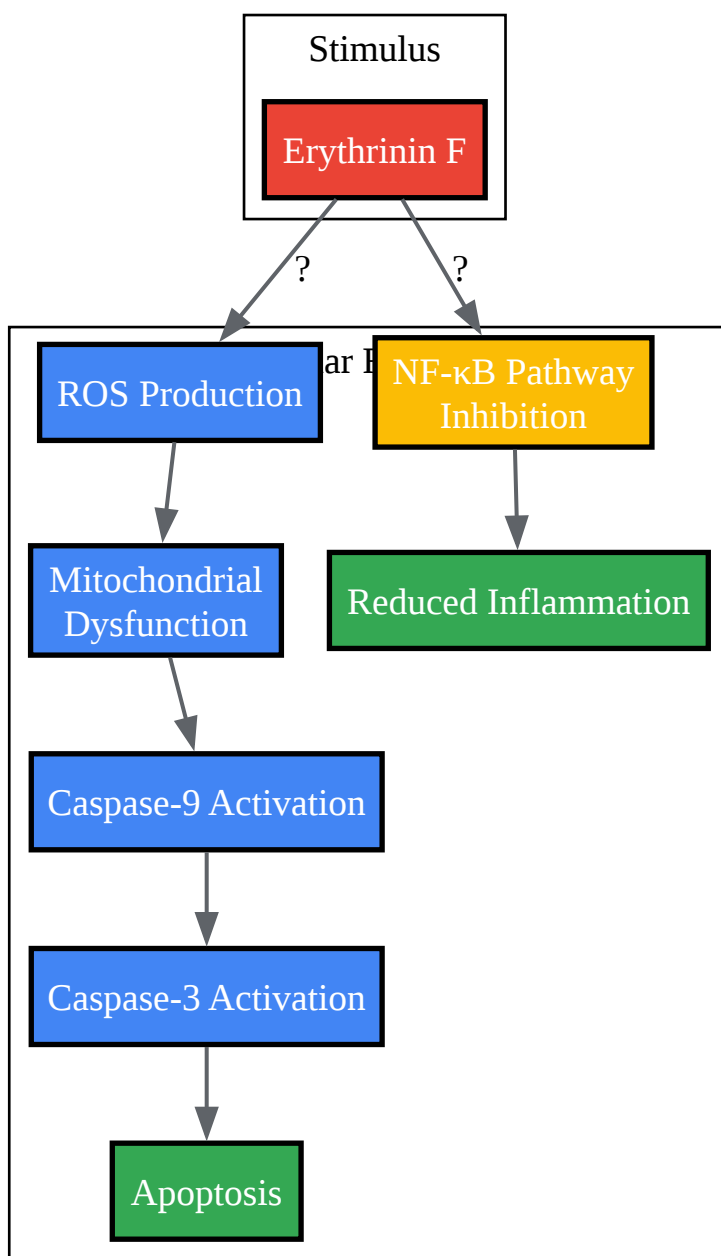 Stimulus
Erythrinin F
?
?
ROS Production
NF-κB Pathway
Inhibition
Mitochondrial
Dysfunction
Reduced Inflammation
Caspase-9 Activation
Caspase-3 Activation
Apoptosis